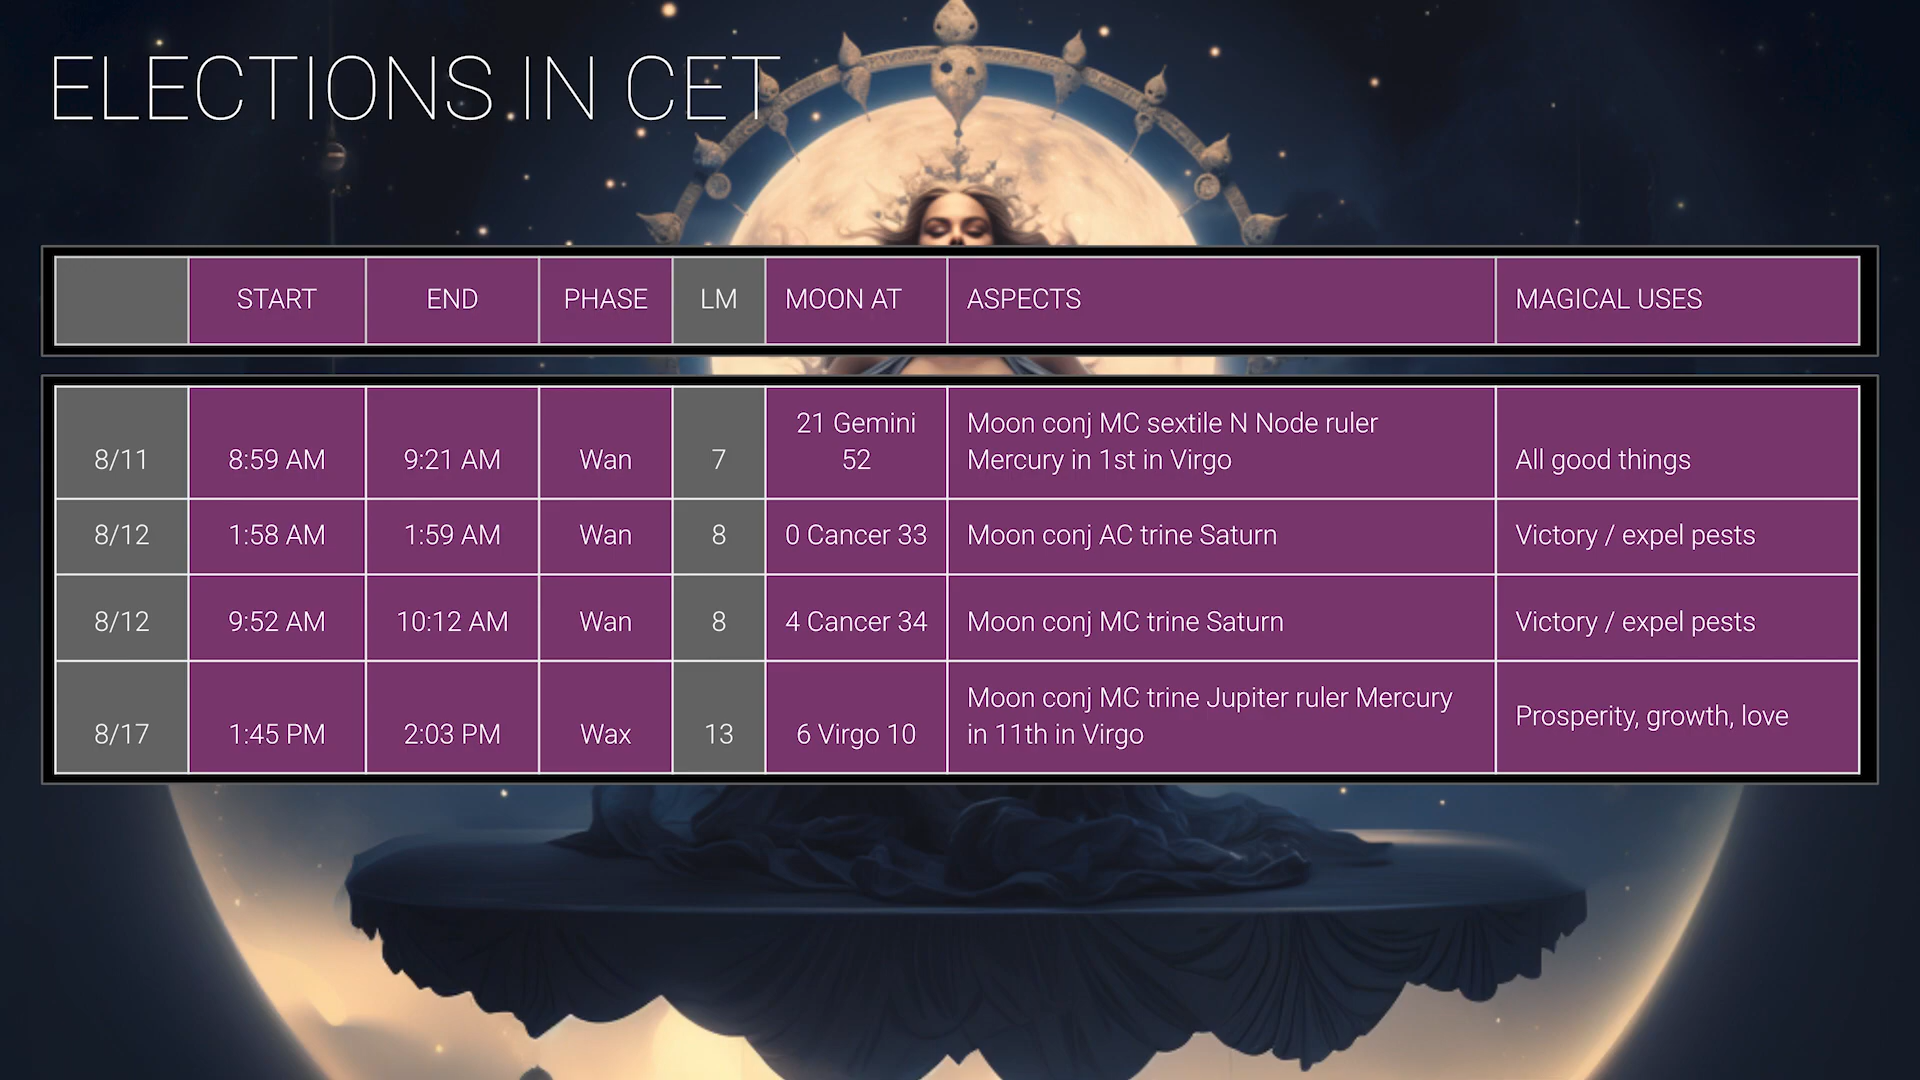 ELECTIONS IN CET
START END PHASE LM MOON AT ASPECTS MAGICAL USES
8/11 8:59 AM 9:21 AM Wan 7 21 Gemini 52 Moon conj MC sextile N Node ruler Mercury in 1st in Virgo All good things
8/12 1:58 AM 1:59 AM Wan 8 0 Cancer 33 Moon conj AC trine Saturn Victory / expel pests
8/12 9:52 AM 10:12 AM Wan 8 4 Cancer 34 Moon conj MC trine Saturn Victory / expel pests
8/17 1:45 PM 2:03 PM Wax 13 6 Virgo 10 Moon conj MC trine Jupiter ruler Mercury in 11th in Virgo Prosperity, growth, love